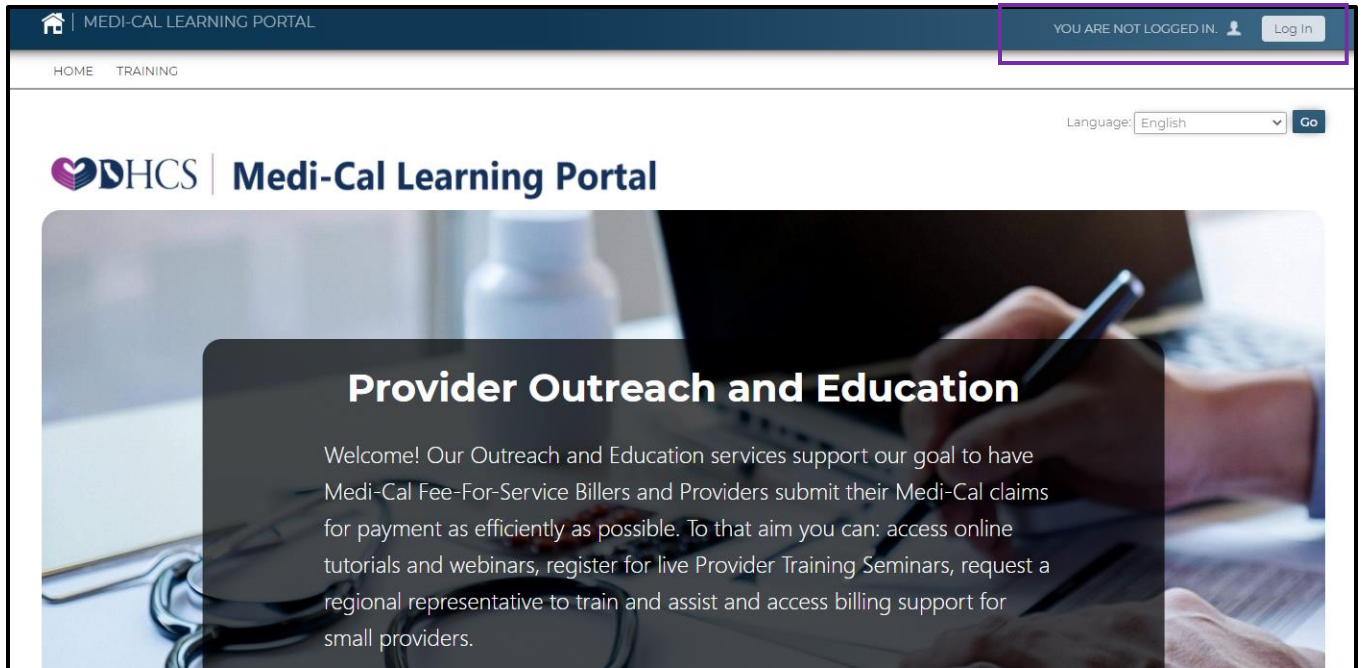 MEDI-CAL LEARNING PORTAL
YOU ARE NOT LOGGED IN.
Log In
HOME TRAINING
Language: English Go
DHCS Medi-Cal Learning Portal
Provider Outreach and Education
Welcome! Our Outreach and Education services support our goal to have
Medi-Cal Fee-For-Service Billers and Providers submit their Medi-Cal claims
for payment as efficiently as possible. To that aim you can: access online
tutorials and webinars, register for live Provider Training Seminars, request a
regional representative to train and assist and access billing support for
small providers.